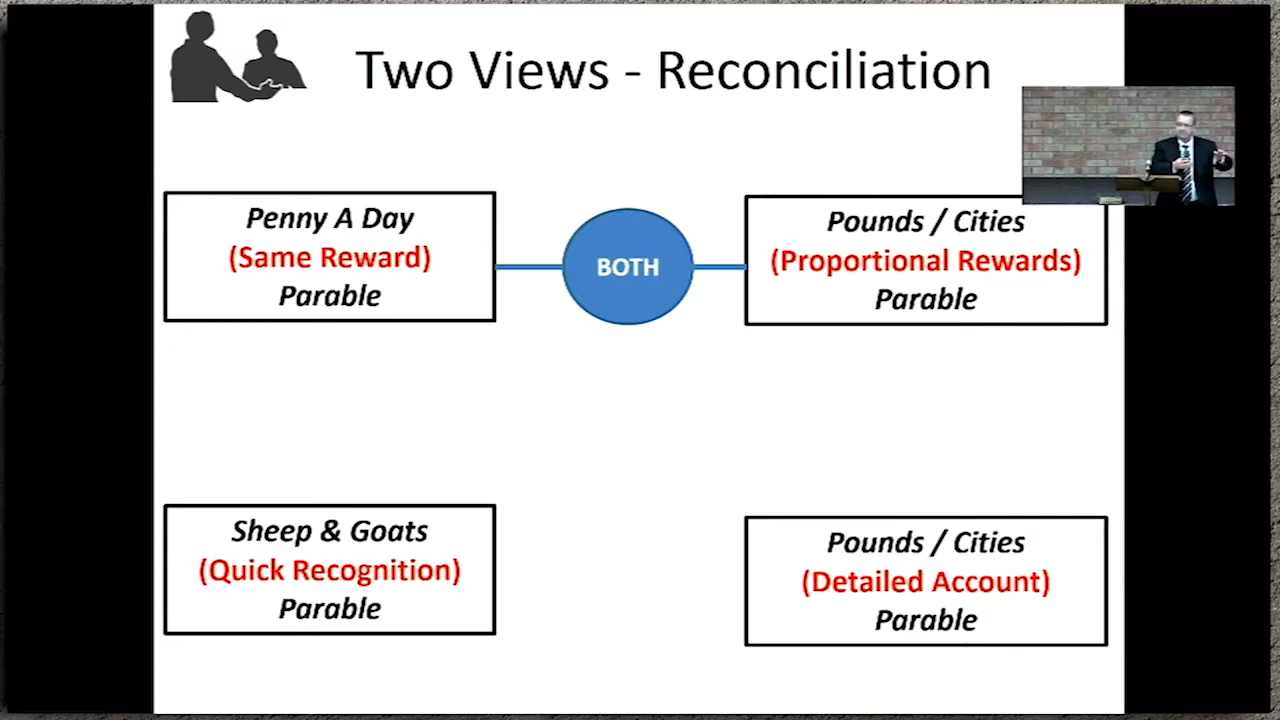 Two Views - Reconciliation
Penny A Day
(Same Reward)
Parable
BOTH
Pounds / Cities
(Proportional Rewards)
Parable
Sheep & Goats
(Quick Recognition)
Parable
Pounds / Cities
(Detailed Account)
Parable